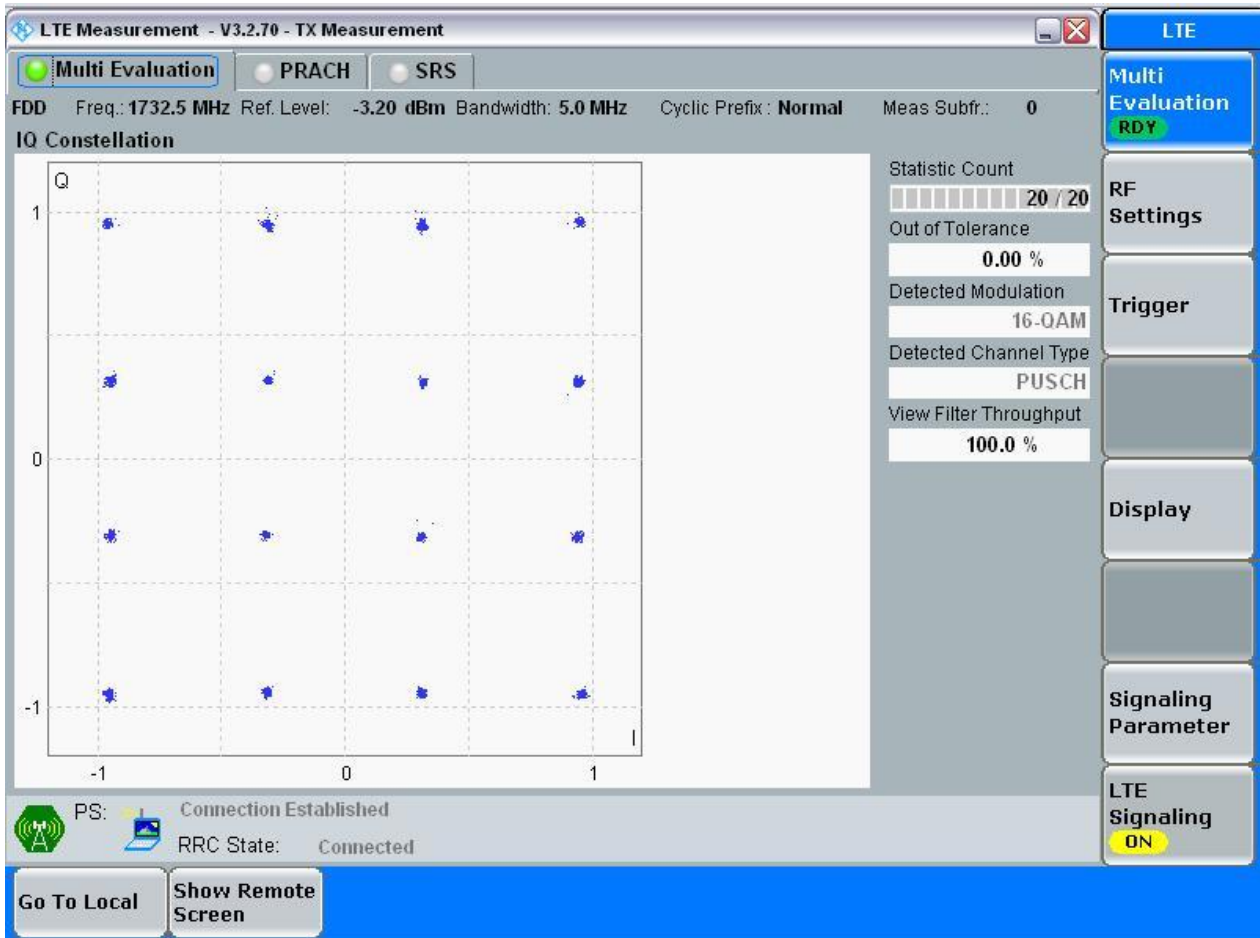 LTE Measurement - V3.2.70 - TX Measurement
LTE
Multi Evaluation PRACH SRS
FDD Freq.: 1732.5 MHz Ref. Level: -3.20 dBm Bandwidth: 5.0 MHz Cyclic Prefix : Normal Meas Subfr.: 0
IQ Constellation
Q
1
0
-1
-1 0 1
I
Statistic Count
20 / 20
Out of Tolerance
0.00 %
Detected Modulation
16-QAM
Detected Channel Type
PUSCH
View Filter Throughput
100.0 %
Multi
Evaluation
RDY
RF
Settings
Trigger
Display
Signaling
Parameter
LTE
Signaling
ON
PS: Connection Established
RRC State: Connected
Go To Local
Show Remote
Screen